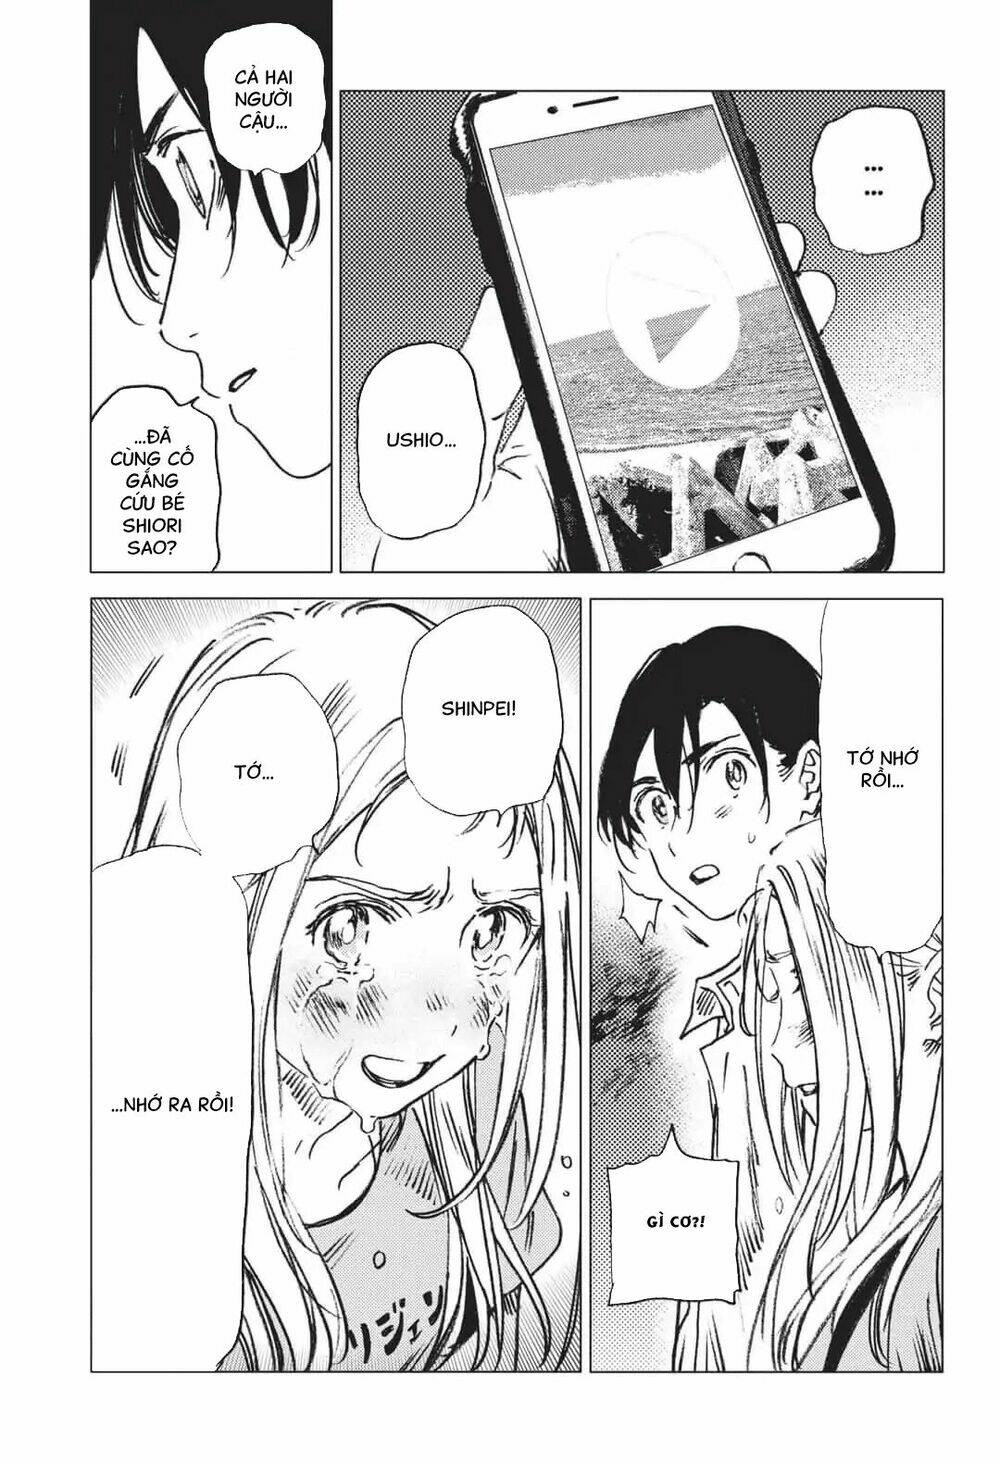 ...
...
USHIO...
CẢ HAI
NGƯỜI
CẬU...
...ĐÃ
CÙNG CỐ
GẮNG
CỨU BÉ
SHIORI
SAO?
TỚ NHỚ
RỒI...
GÌ CƠ?!
SHINPEI!
TỚ...
...NHỚ RA RỒI!
リジェン